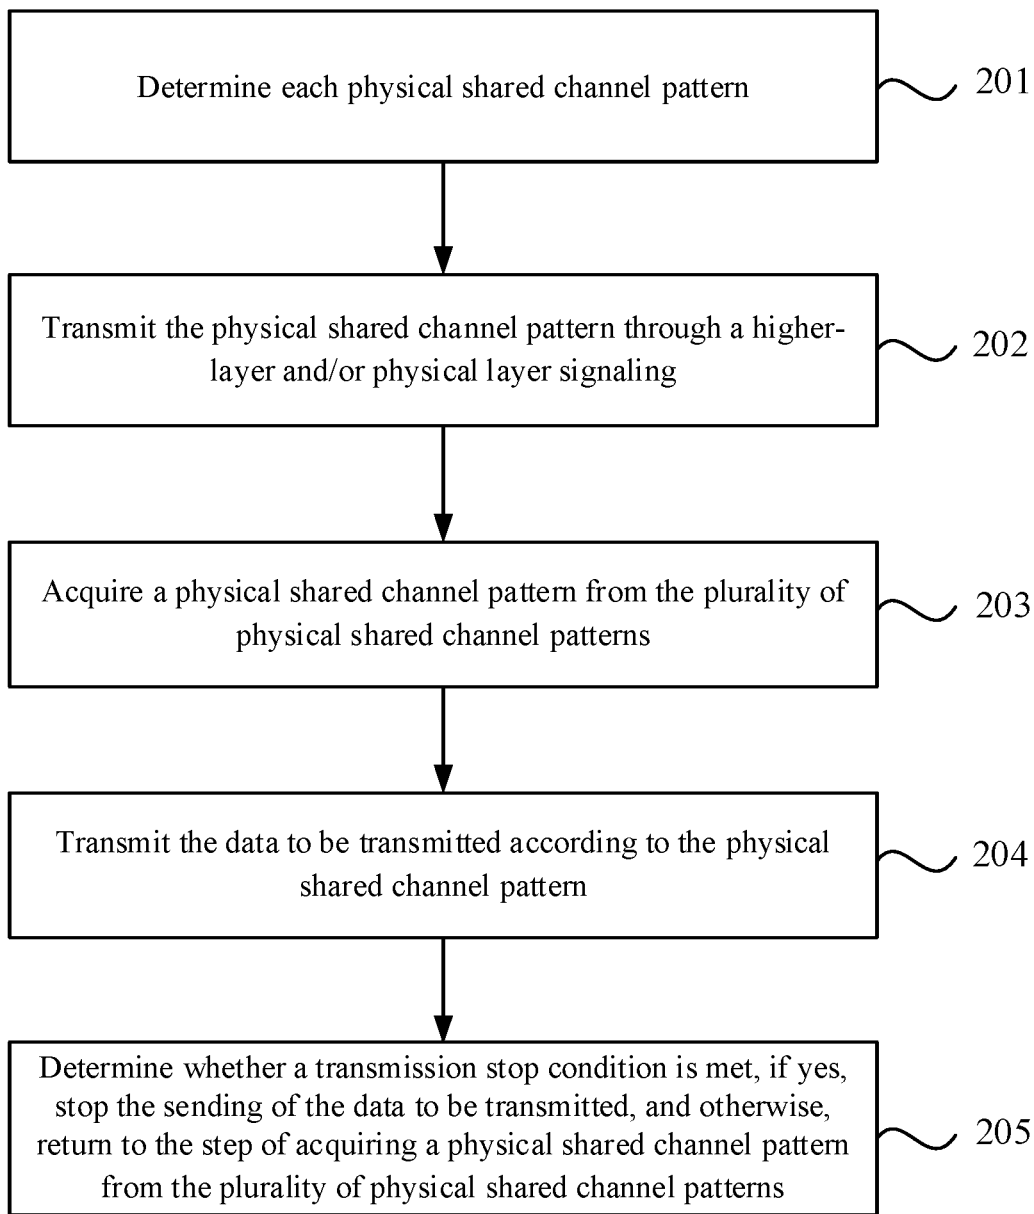 Determine each physical shared channel pattern
201
Transmit the physical shared channel pattern through a higher-
layer and/or physical layer signaling
202
Acquire a physical shared channel pattern from the plurality of
physical shared channel patterns
203
Transmit the data to be transmitted according to the physical
shared channel pattern
204
Determine whether a transmission stop condition is met, if yes,
stop the sending of the data to be transmitted, and otherwise,
return to the step of acquiring a physical shared channel pattern
from the plurality of physical shared channel patterns
205